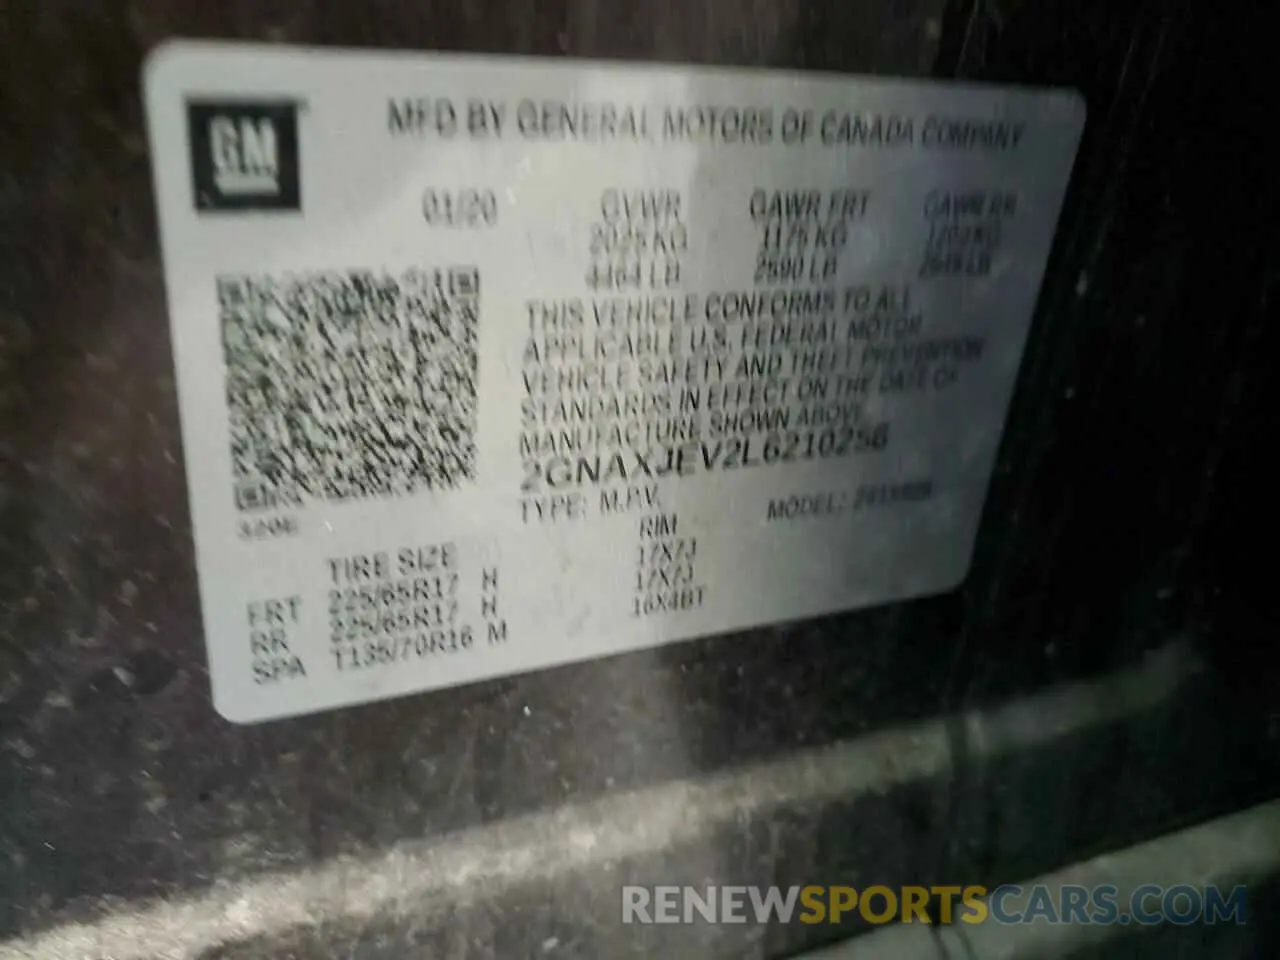 GM
MFD BY GENERAL MOTORS OF CANADA COMPANY
01/20 GVWR GAWR FRT GAWR RR
2025 KG 1175 KG
4464 LB 2590 LB
THIS VEHICLE CONFORMS TO ALL
APPLICABLE U.S. FEDERAL MOTOR
VEHICLE SAFETY AND THEFT PREVENTION
STANDARDS IN EFFECT ON THE DATE OF
MANUFACTURE SHOWN ABOVE
2GNAXJEV2L6210256
TYPE: M.P.V. MODEL:
TIRE SIZE RIM
FRT 225/65R17 H 17X7J
RR 225/65R17 H 17X7J
SPA T135/70R16 M 16X4BT
RENEWSPORTSCARS.COM